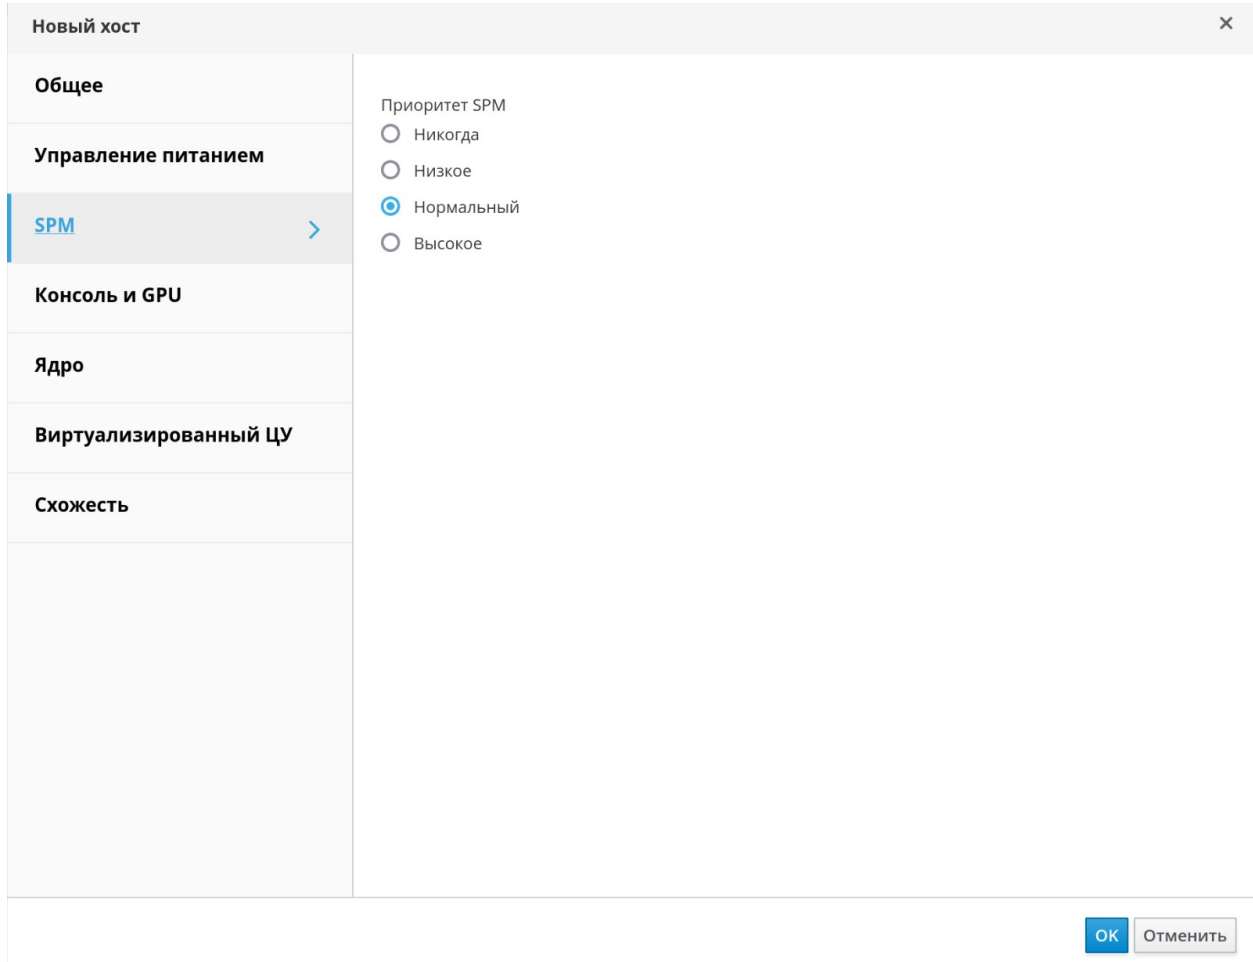 Новый хост
Общее
Управление питанием
SPM
Консоль и GPU
Ядро
Виртуализированный ЦУ
Схожесть
Приоритет SPM
Никогда
Низкое
Нормальный
Высокое
OK
Отменить